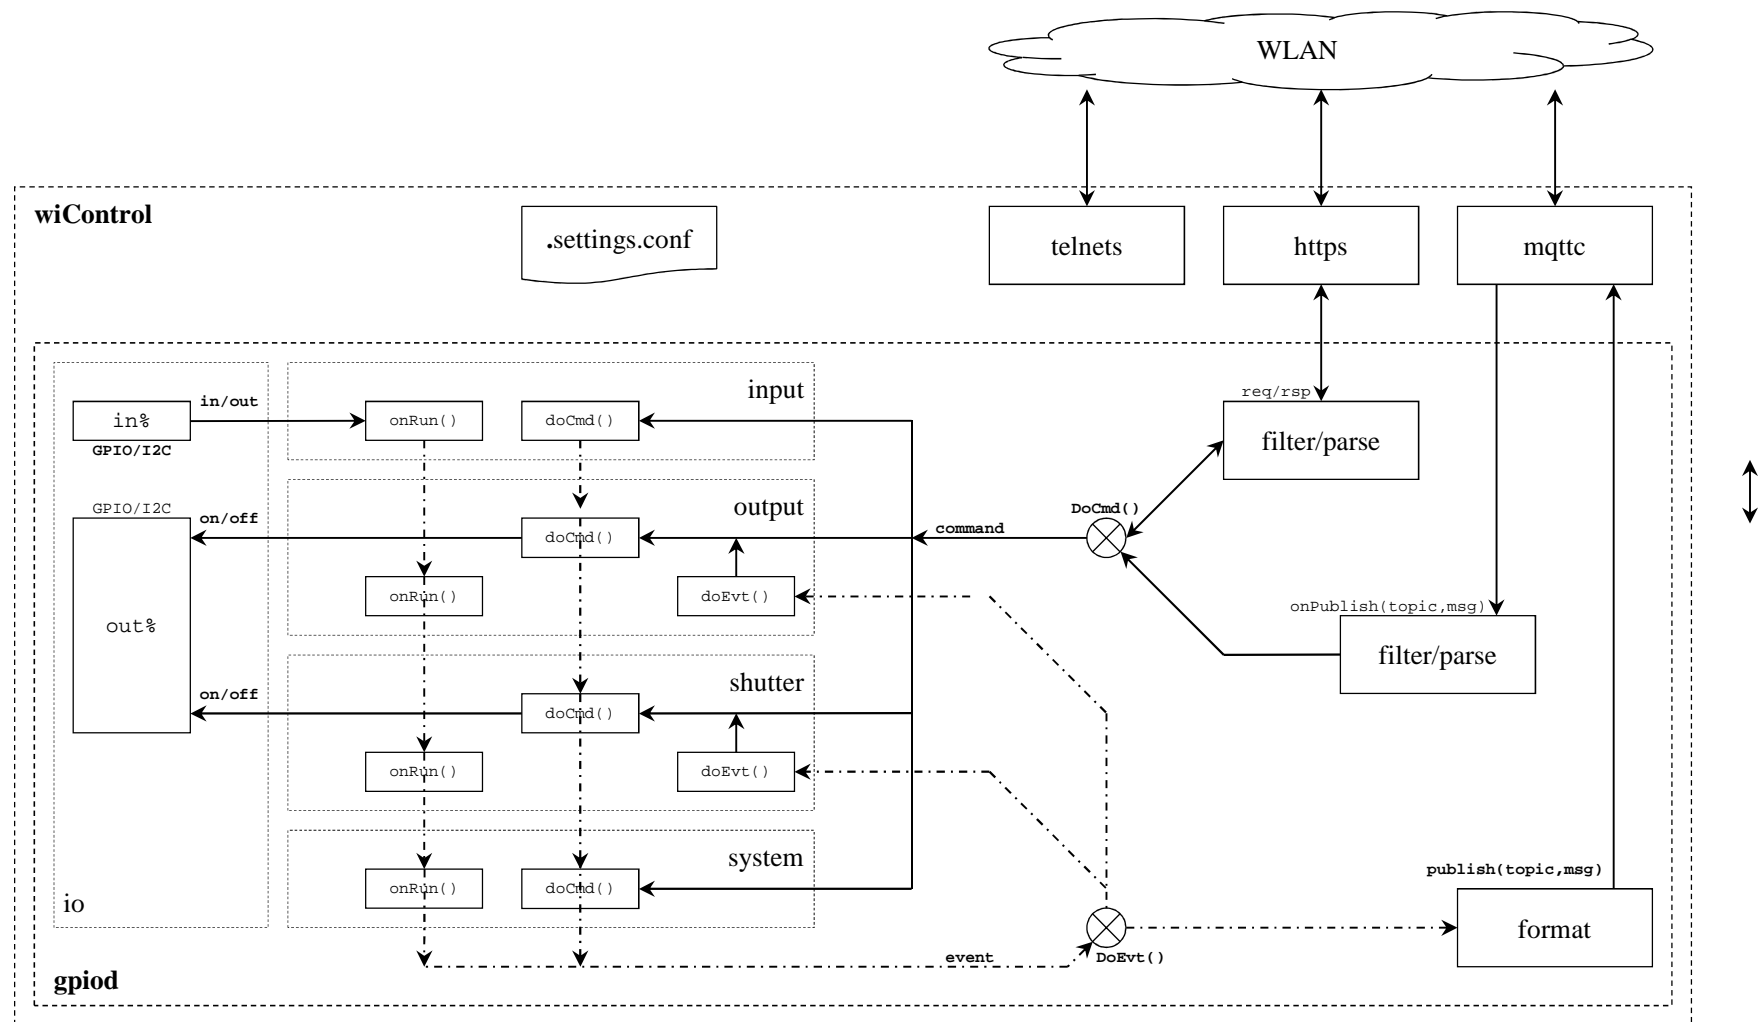 WLAN
wiControl
.settings.conf
telnets
https
mqttc
input
req/rsp
in/out
in%
onRun()
doCmd()
filter/parse
GPIO/I2C
GPIO/I2C
output
DoCmd()
on/off
command
doCmd()
onRun()
doEvt()
onPublish(topic,msg)
out%
filter/parse
shutter
on/off
doCmd()
onRun()
doEvt()
system
publish(topic,msg)
onRun()
doCmd()
io
format
event
DoEvt()
gpiod